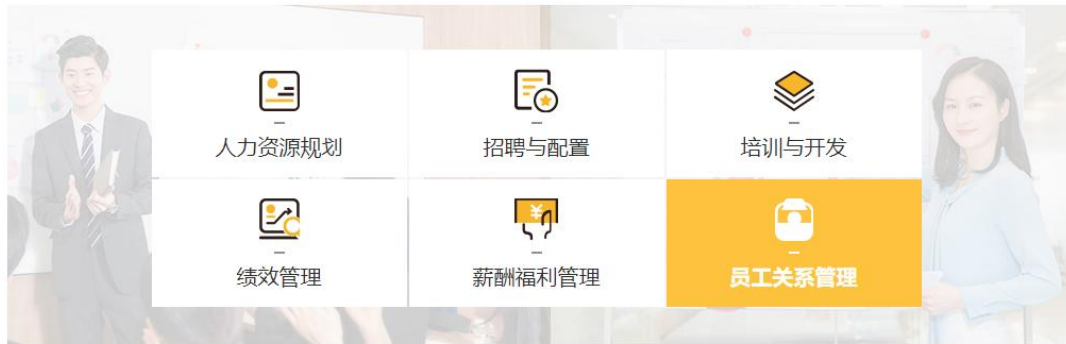 人力资源规划
招聘与配置
培训与开发
¥
绩效管理
薪酬福利管理
员工关系管理